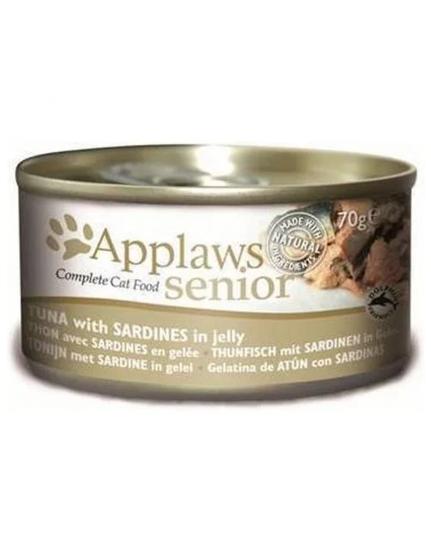 MADE WITH
NATURAL
INGREDIENTS
70g e
Applaws
Complete Cat Food
senior
TUNA with SARDINES in jelly
THON avec SARDINES en gelée • THUNFISCH mit SARDINEN in Gelee
TONIJN met SARDINE in gelei • Gelatina de ATÚN con SARDINAS
DOLPHIN